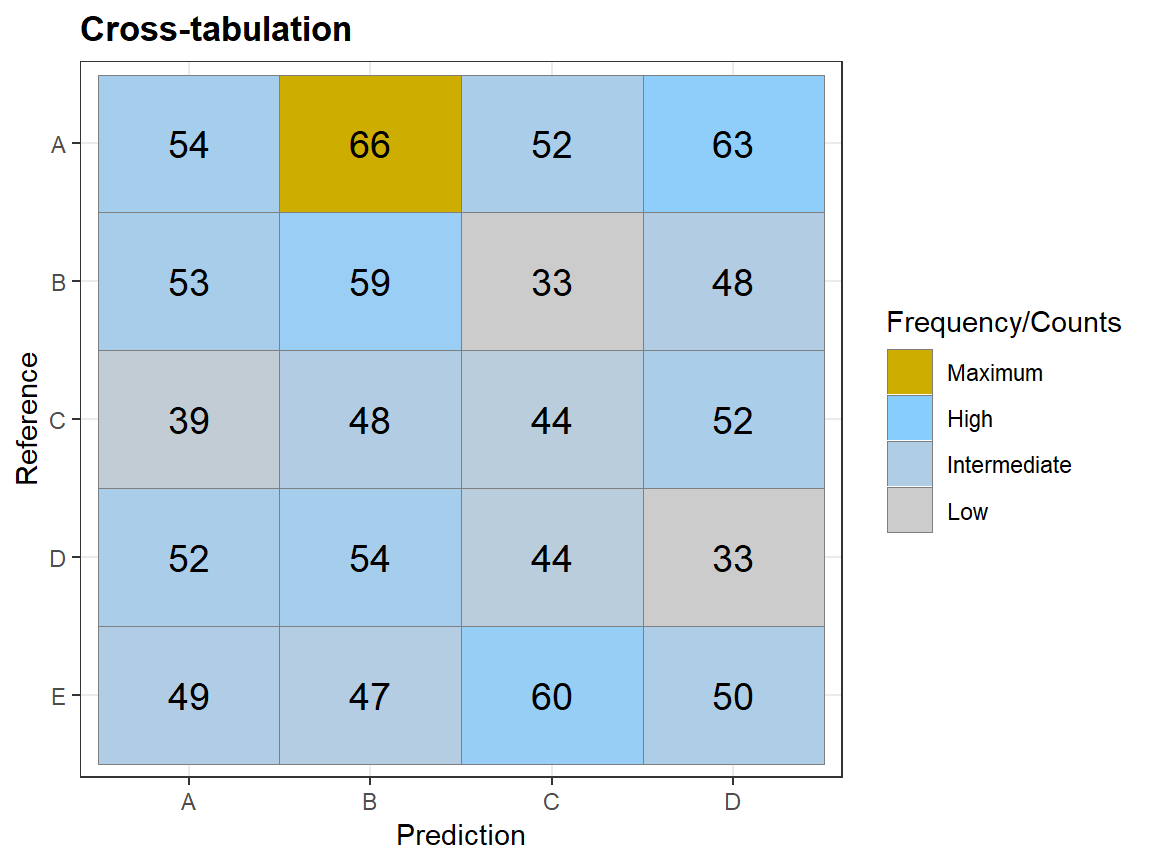 Cross-tabulation
A 54 66 52 63
B 53 59 33 48
C 39 48 44 52
D 52 54 44 33
E 49 47 60 50
A B C D
Prediction
Reference
Frequency/Counts
Maximum
High
Intermediate
Low